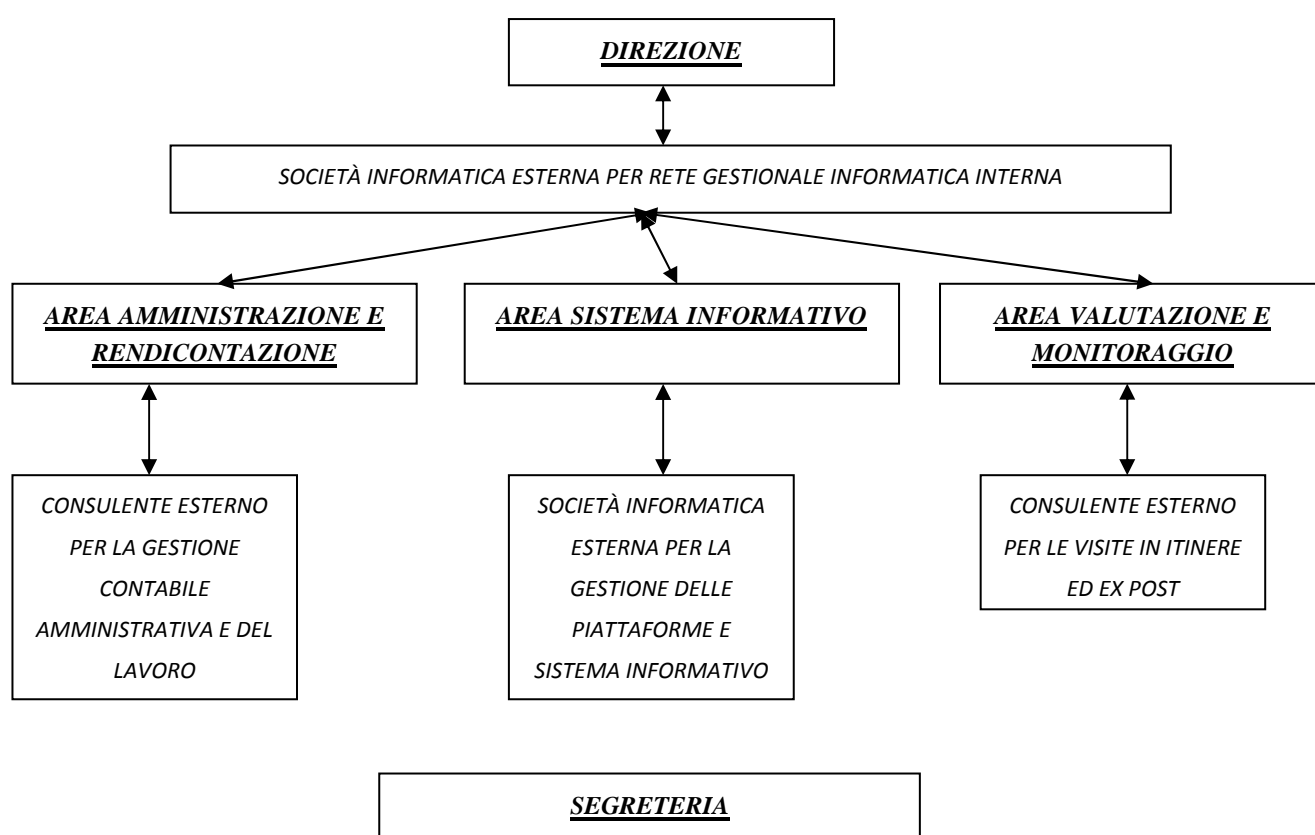 DIREZIONE
SOCIETÀ INFORMATICA ESTERNA PER RETE GESTIONALE INFORMATICA INTERNA
AREA AMMINISTRAZIONE E
RENDICONTAZIONE
AREA SISTEMA INFORMATIVO
AREA VALUTAZIONE E
MONITORAGGIO
CONSULENTE ESTERNO
PER LA GESTIONE
CONTABILE
AMMINISTRATIVA E DEL
LAVORO
SOCIETÀ INFORMATICA
ESTERNA PER LA
GESTIONE DELLE
PIATTAFORME E
SISTEMA INFORMATIVO
CONSULENTE ESTERNO
PER LE VISITE IN ITINERE
ED EX POST
SEGRETERIA